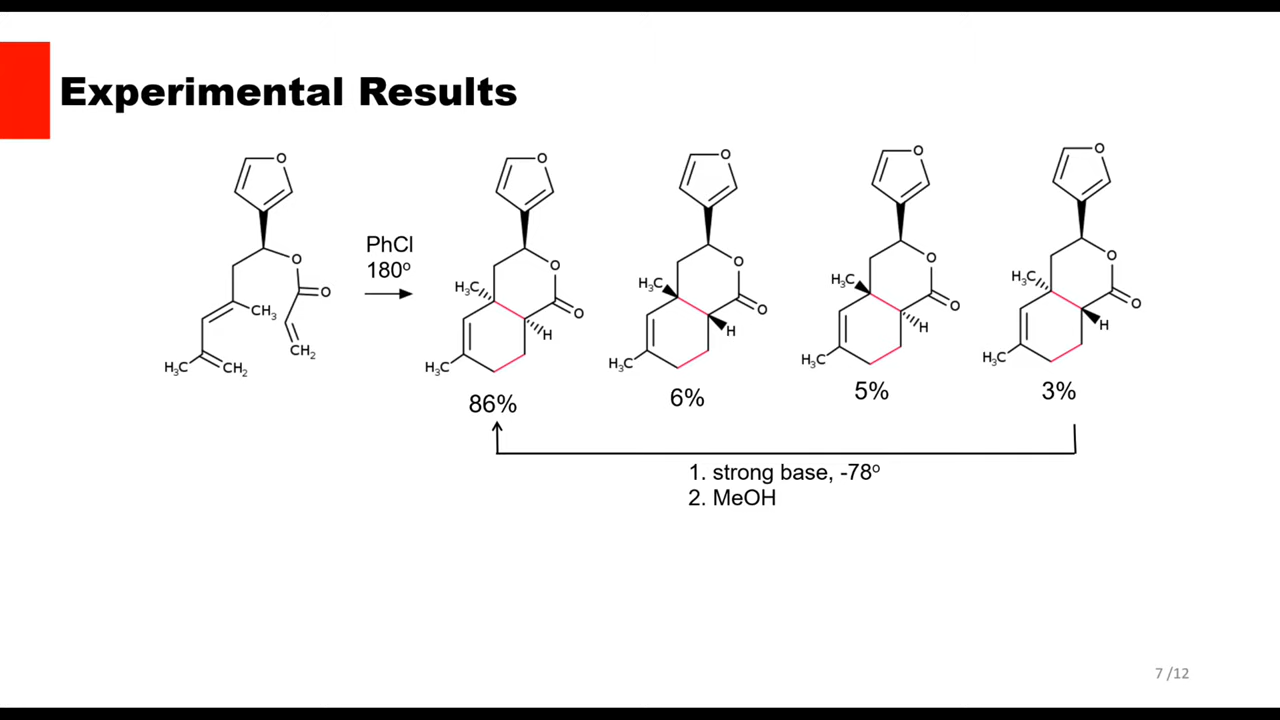 Experimental Results
O
O
O
CH₃
H₃C
CH₂
CH₂
PhCl
180º
O
O
O
H₃C
H
H₃C
86%
O
O
O
H₃C
H
H₃C
6%
O
O
O
H₃C
H
H₃C
5%
O
O
O
H₃C
H
H₃C
3%
1. strong base, -78º
2. MeOH
7 /12